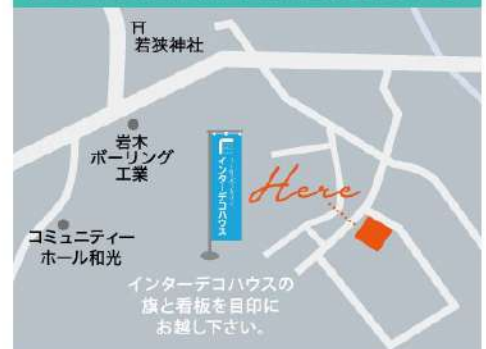 若狭神社
岩木
ボーリング
工業
インターデコハウス
Here
コミュニティー
ホール和光
インターデコハウスの
旗と看板を目印に
お越し下さい。